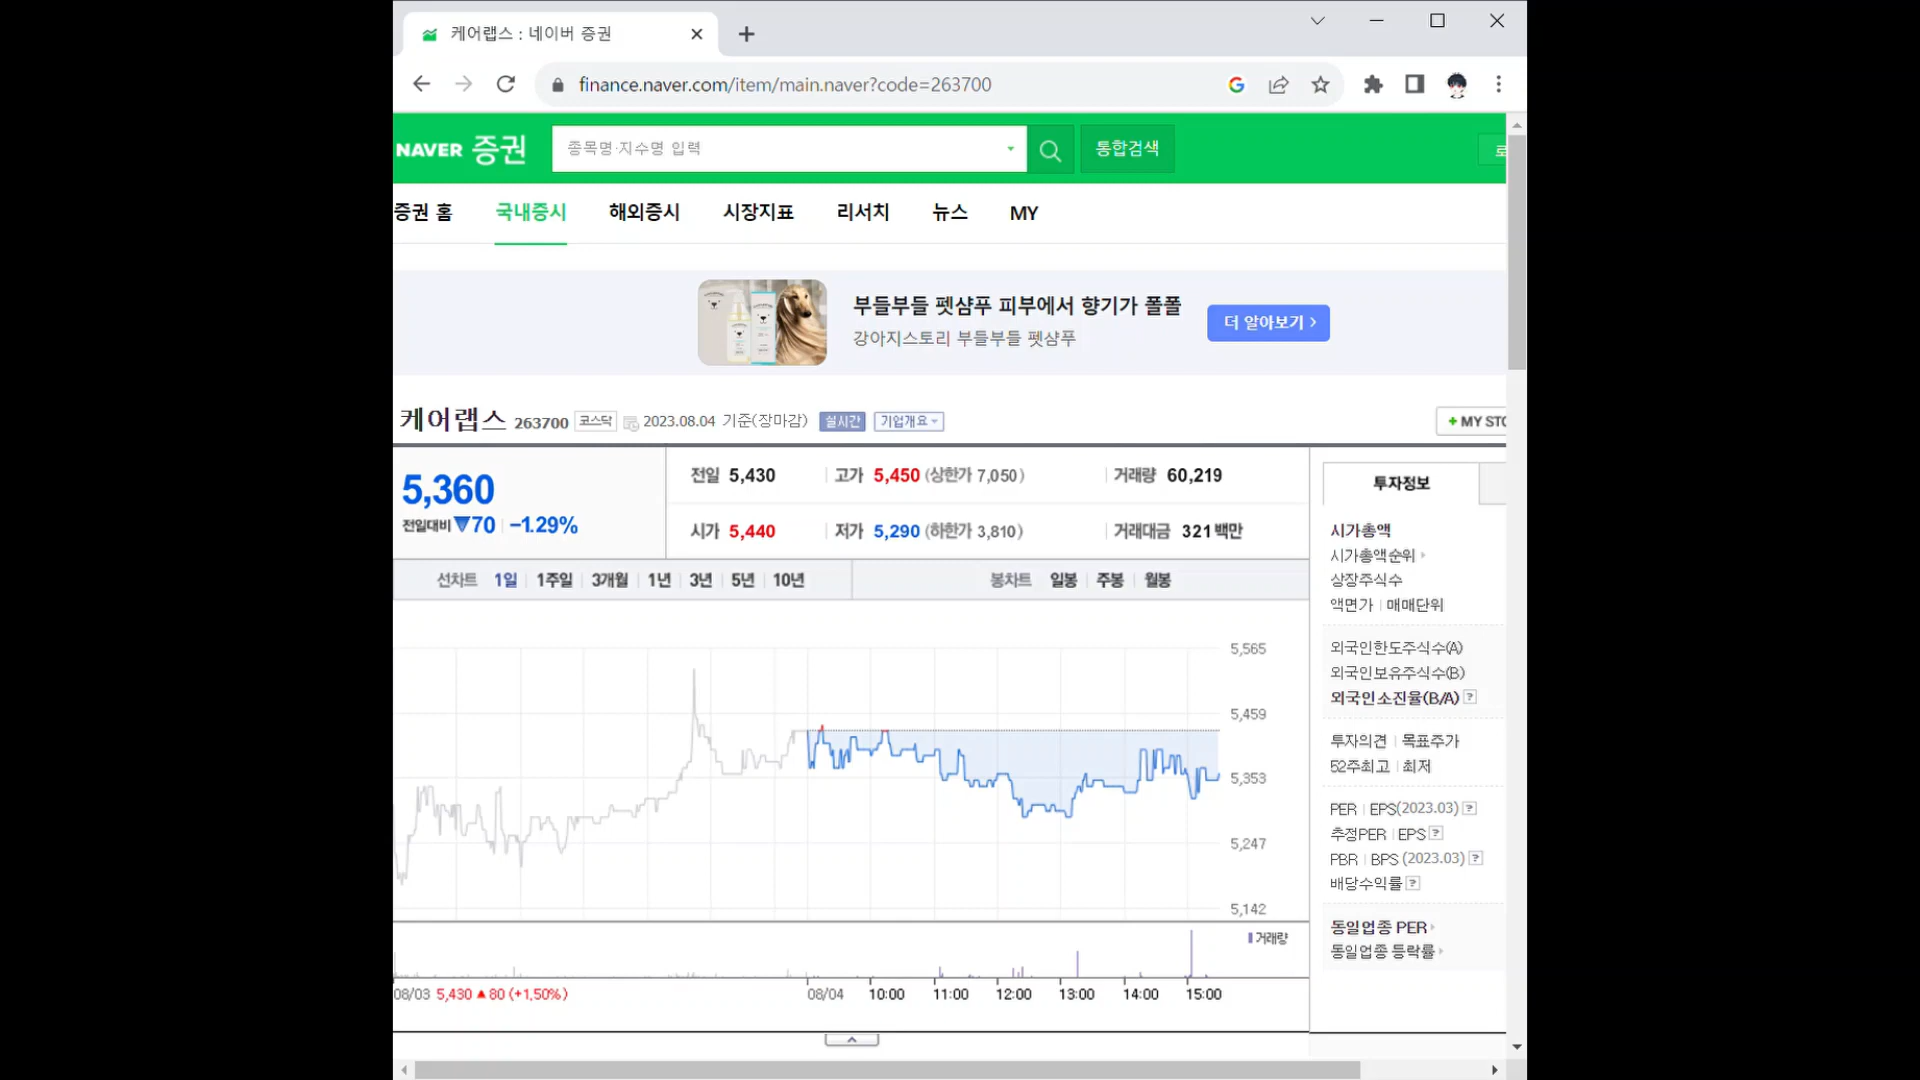 케어랩스 : 네이버 증권
finance.naver.com/item/main.naver?code=263700
NAVER 증권
종목명·지수명 입력
통합검색
로
증권 홈 국내증시 해외증시 시장지표 리서치 뉴스 MY
부들부들 펫샴푸 피부에서 향기가 폴폴
강아지스토리 부들부들 펫샴푸
더 알아보기 >
케어랩스 263700 코스닥 2023.08.04 기준(장마감) 실시간 기업개요
+ MY STO
5,360
전일대비 ▼70 -1.29%
전일 5,430 고가 5,450 (상한가 7,050) 거래량 60,219
시가 5,440 저가 5,290 (하한가 3,810) 거래대금 321 백만
선차트 1일 1주일 3개월 1년 3년 5년 10년 봉차트 일봉 주봉 월봉
5,565
5,459
5,353
5,247
5,142
거래량
08/03 5,430 ▲80 (+1,50%) 08/04 10:00 11:00 12:00 13:00 14:00 15:00
투자정보
시가총액
시가총액순위
상장주식수
액면가 | 매매단위
외국인한도주식수(A)
외국인보유주식수(B)
외국인소진율(B/A) ?
투자의견 | 목표주가
52주최고 | 최저
PER | EPS(2023.03) ?
추정PER | EPS ?
PBR | BPS (2023.03) ?
배당수익률 ?
동일업종 PER
동일업종 등락률